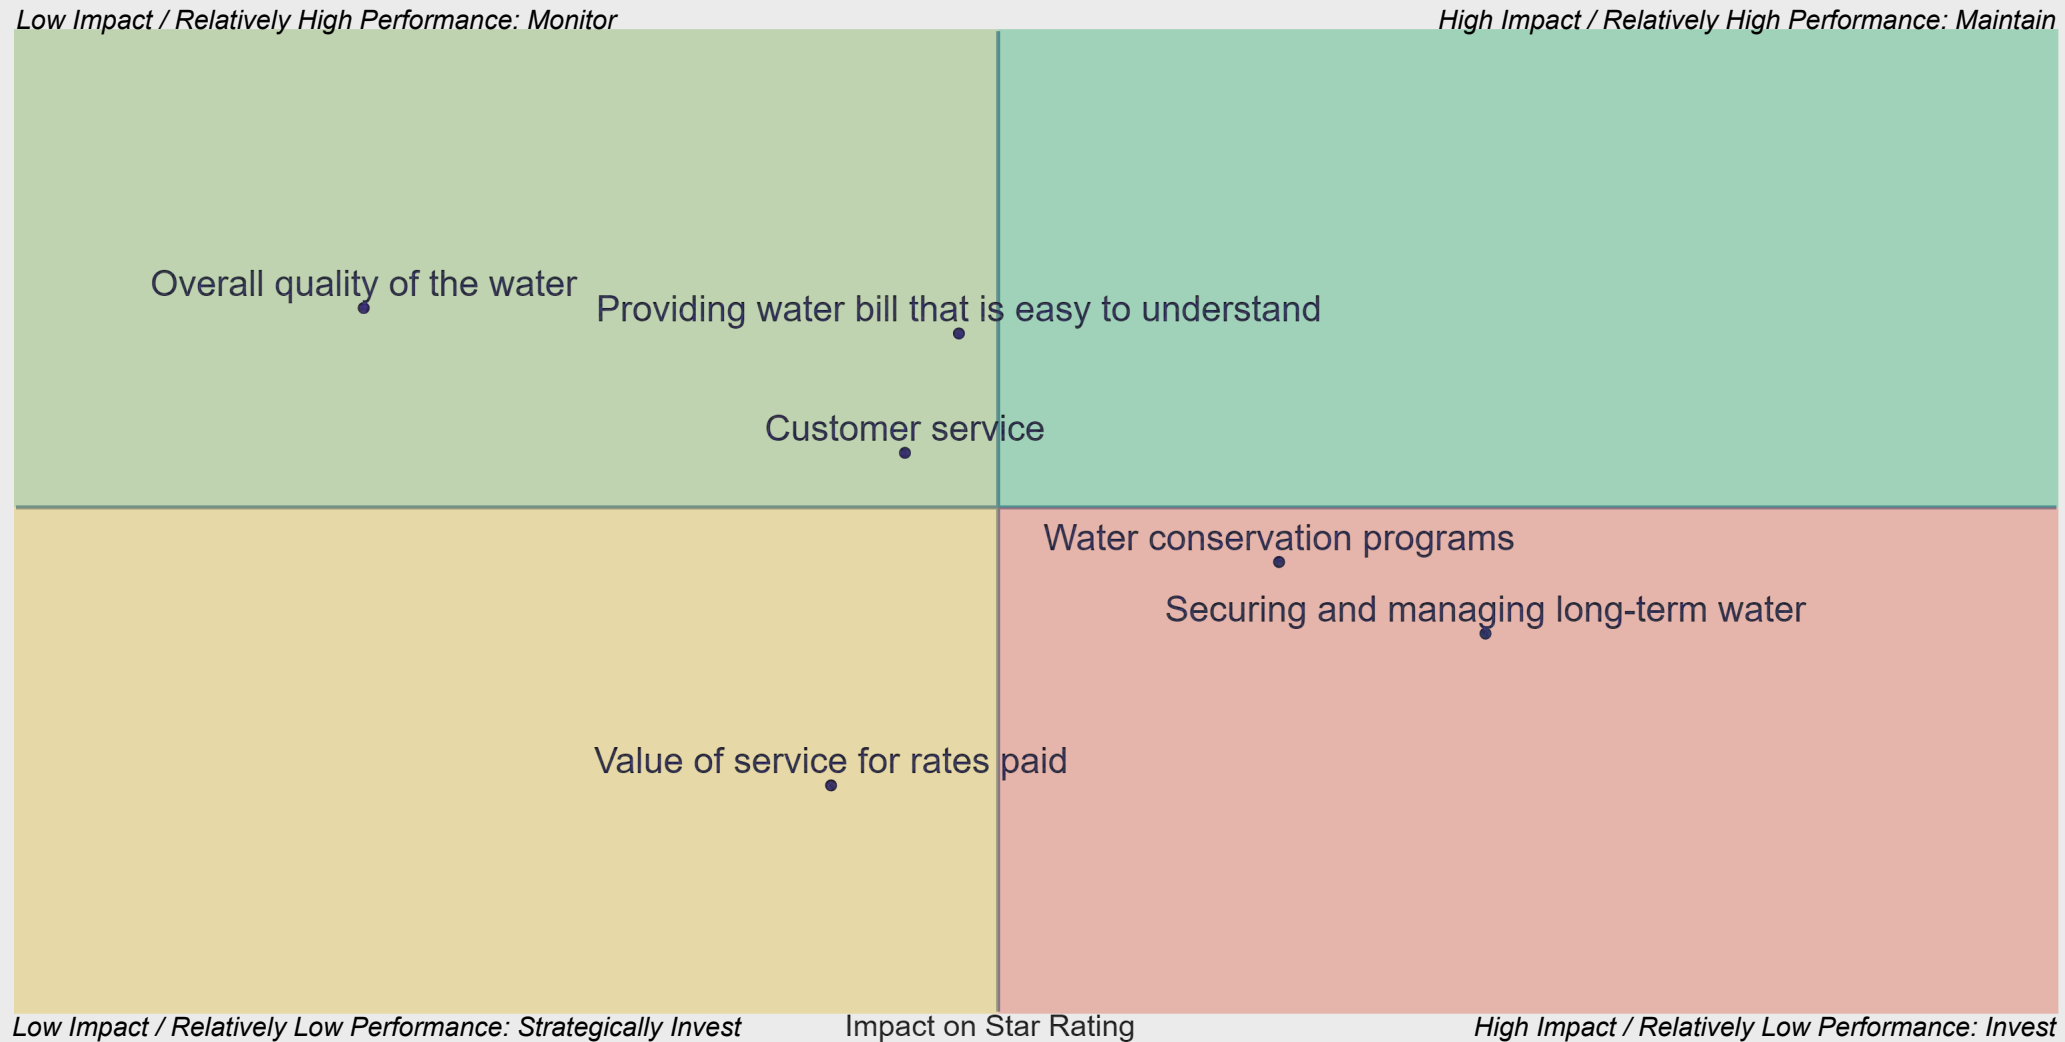 Low Impact / Relatively High Performance: Monitor
High Impact / Relatively High Performance: Maintain
Overall quality of the water
Providing water bill that is easy to understand
Customer service
Water conservation programs
Securing and managing long-term water
Value of service for rates paid
Low Impact / Relatively Low Performance: Strategically Invest
Impact on Star Rating
High Impact / Relatively Low Performance: Invest